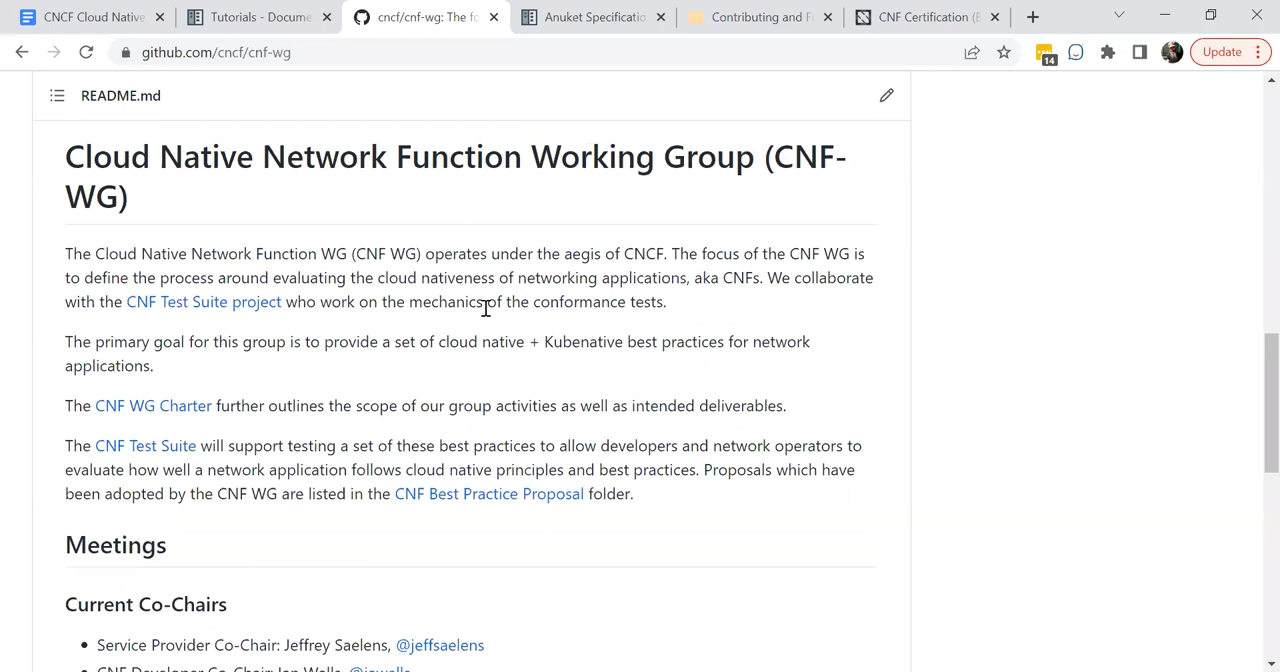 CNCF Cloud Native
Tutorials - Docume
cncf/cnf-wg: The fo
Anuket Specificatio
Contributing and F
CNF Certification (B
github.com/cncf/cnf-wg
14
Update
README.md
Cloud Native Network Function Working Group (CNF-
WG)
The Cloud Native Network Function WG (CNF WG) operates under the aegis of CNCF. The focus of the CNF WG is
to define the process around evaluating the cloud nativeness of networking applications, aka CNFs. We collaborate
with the CNF Test Suite project who work on the mechanics of the conformance tests.
The primary goal for this group is to provide a set of cloud native + Kubenative best practices for network
applications.
The CNF WG Charter further outlines the scope of our group activities as well as intended deliverables.
The CNF Test Suite will support testing a set of these best practices to allow developers and network operators to
evaluate how well a network application follows cloud native principles and best practices. Proposals which have
been adopted by the CNF WG are listed in the CNF Best Practice Proposal folder.
Meetings
Current Co-Chairs
Service Provider Co-Chair: Jeffrey Saelens, @jeffsaelens